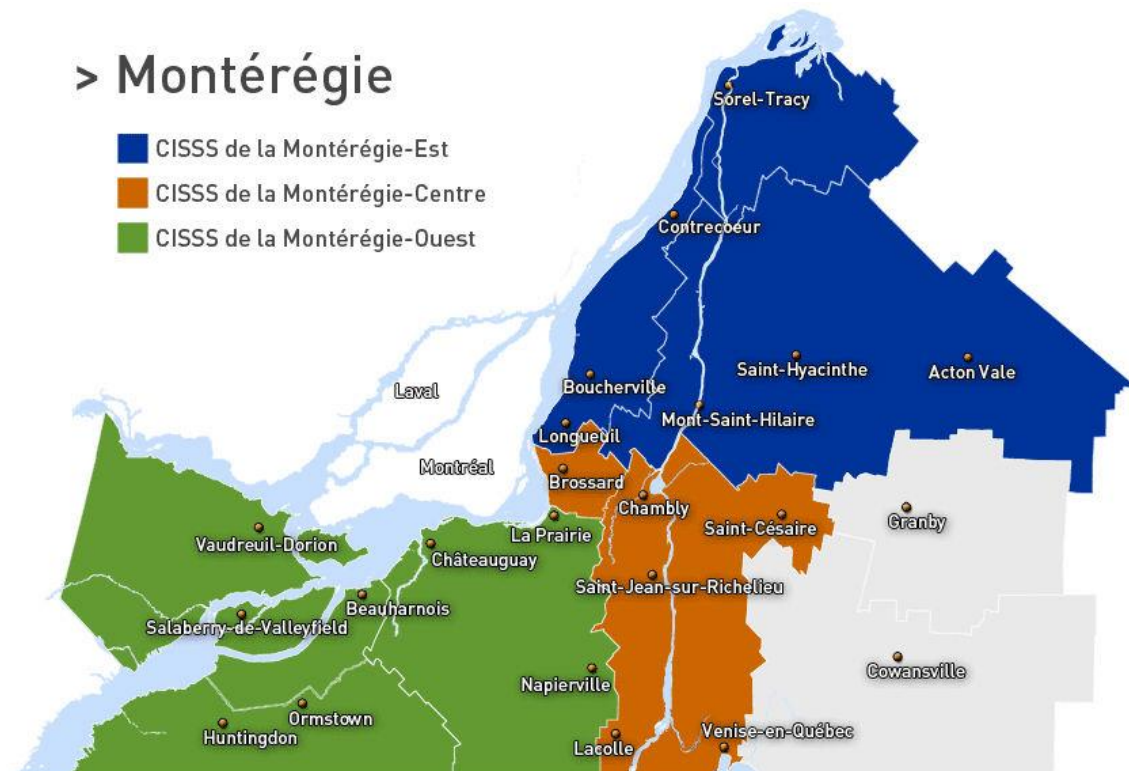 > Montérégie
CISSS de la Montérégie-Est
CISSS de la Montérégie-Centre
CISSS de la Montérégie-Ouest
Sorel-Tracy
Contrecoeur
Saint-Hyacinthe
Acton Vale
Boucherville
Laval
Mont-Saint-Hilaire
Longueuil
Montréal
Brossard
Chambly
Saint-Césaire
Granby
La Prairie
Vaudreuil-Dorion
Châteauguay
Saint-Jean-sur-Richelieu
Beauharnois
Salaberry-de-Valleyfield
Cowansville
Napierville
Ormstown
Huntingdon
Venise-en-Québec
Lacolle